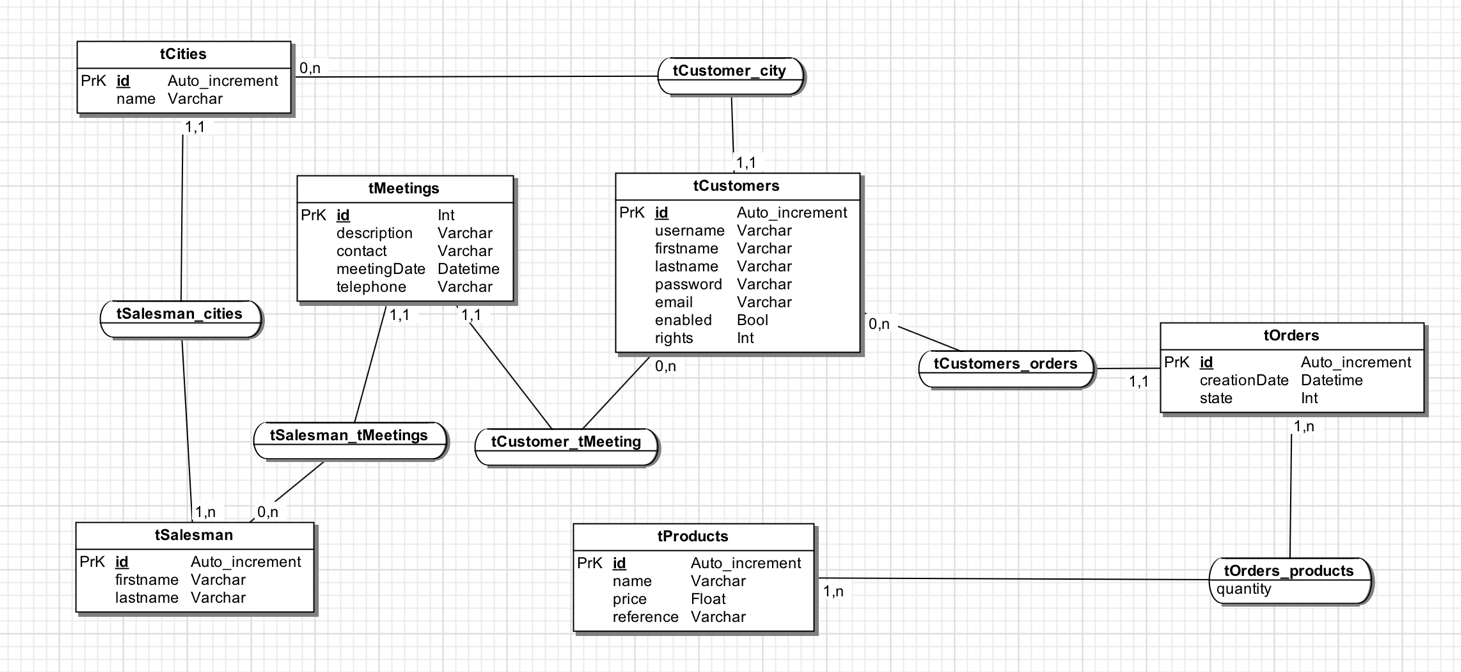 tCities
PrK id Auto_increment
name Varchar
0,n
1,1
tCustomer_city
1,1
tMeetings
PrK id Int
description Varchar
contact Varchar
meetingDate Datetime
telephone Varchar
1,1
1,1
tCustomers
PrK id Auto_increment
username Varchar
firstname Varchar
lastname Varchar
password Varchar
email Varchar
enabled Bool
rights Int
0,n
0,n
tSalesman_cities
tCustomers_orders
1,1
tOrders
PrK id Auto_increment
creationDate Datetime
state Int
1,n
tSalesman_tMeetings
tCustomer_tMeeting
1,n
0,n
tSalesman
PrK id Auto_increment
firstname Varchar
lastname Varchar
tProducts
PrK id Auto_increment
name Varchar
price Float
reference Varchar
1,n
tOrders_products
quantity